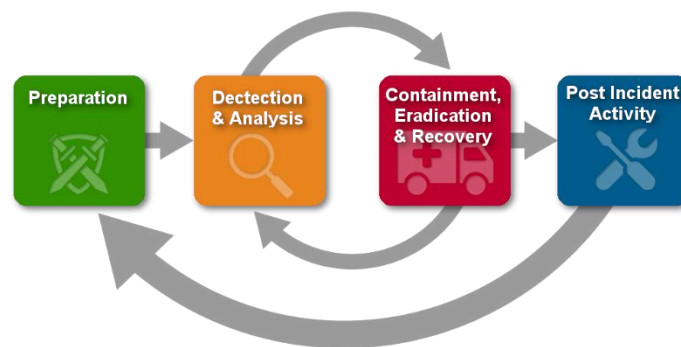 Preparation
Dectection
& Analysis
Containment,
Eradication
& Recovery
Post Incident
Activity